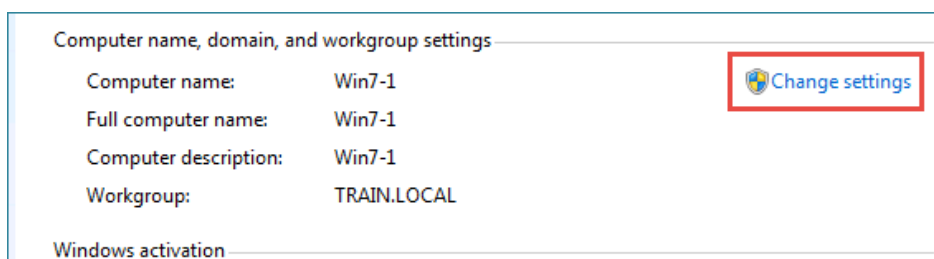 Computer name, domain, and workgroup settings
Computer name: Win7-1 Change settings
Full computer name: Win7-1
Computer description: Win7-1
Workgroup: TRAIN.LOCAL
Windows activation